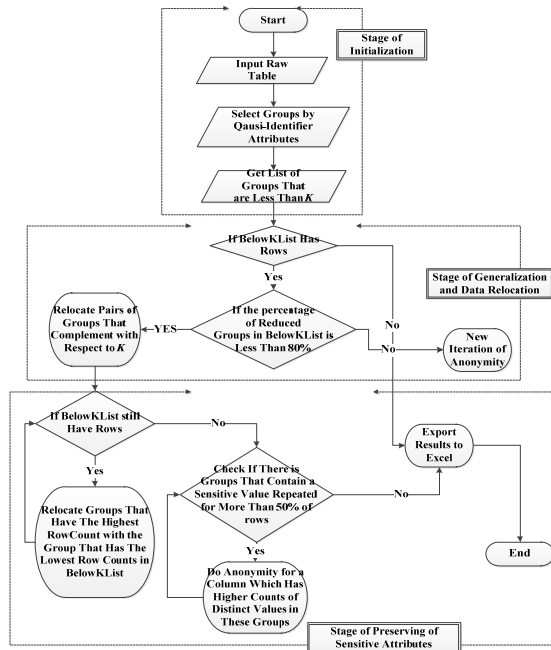 Start
Stage of
Initialization
Input Raw
Table
Select Groups by
Qausi-Identifier
Attributes
Get List of
Groups That
are Less Than K
If BelowKList Has
Rows
Yes
Stage of Generalization
and Data Relocation
Relocate Pairs of
Groups That
Complement with
Respect to K
YES
If the percentage
of Reduced
Groups in BelowKList is
Less Than 80%
No
No
New
Iteration of
Anonymity
If BelowKList still
Have Rows
No
Yes
Relocate Groups That
Have The Highest
RowCount with the
Group That Has The
Lowest Row Counts in
BelowKList
Check If There is
Groups That Contain a
Sensitive Value Repeated
for More Than 50% of
rows
No
Yes
Do Anonymity for a
Column Which Has
Higher Counts of
Distinct Values in
These Groups
Export
Results to
Excel
End
Stage of Preserving of
Sensitive Attributes